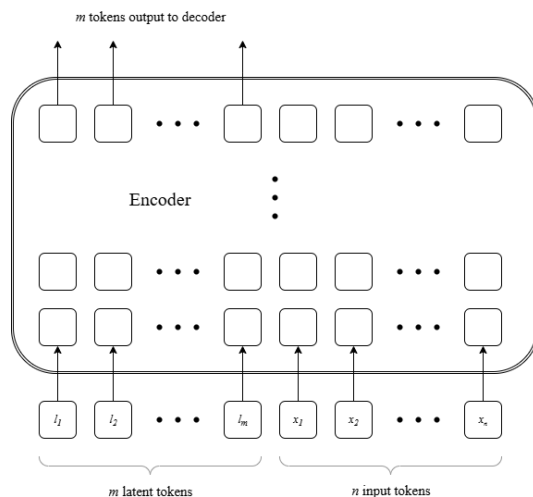 m tokens output to decoder
Encoder
l1 l2 lm x1 x2 xn
m latent tokens n input tokens